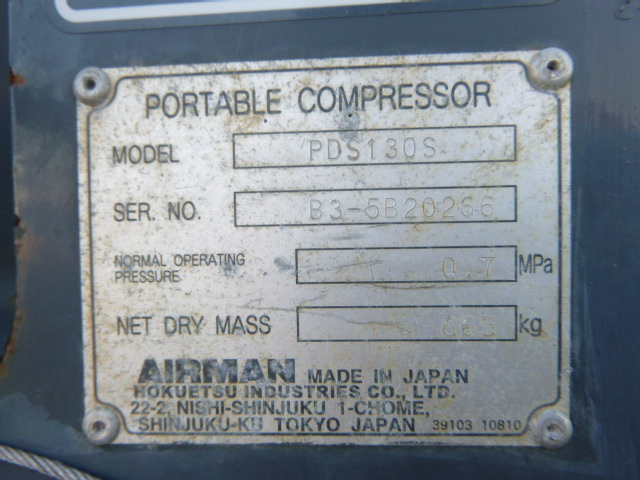 PORTABLE COMPRESSOR
MODEL PDS130S
SER. NO. B3-5B20266
NORMAL OPERATING
PRESSURE 0.7 MPa
NET DRY MASS kg
AIRMAN MADE IN JAPAN
HOKUETSU INDUSTRIES CO., LTD.
22-2, NISHI-SHINJUKU 1-CHOME,
SHINJUKU-KU TOKYO JAPAN 39103 10810